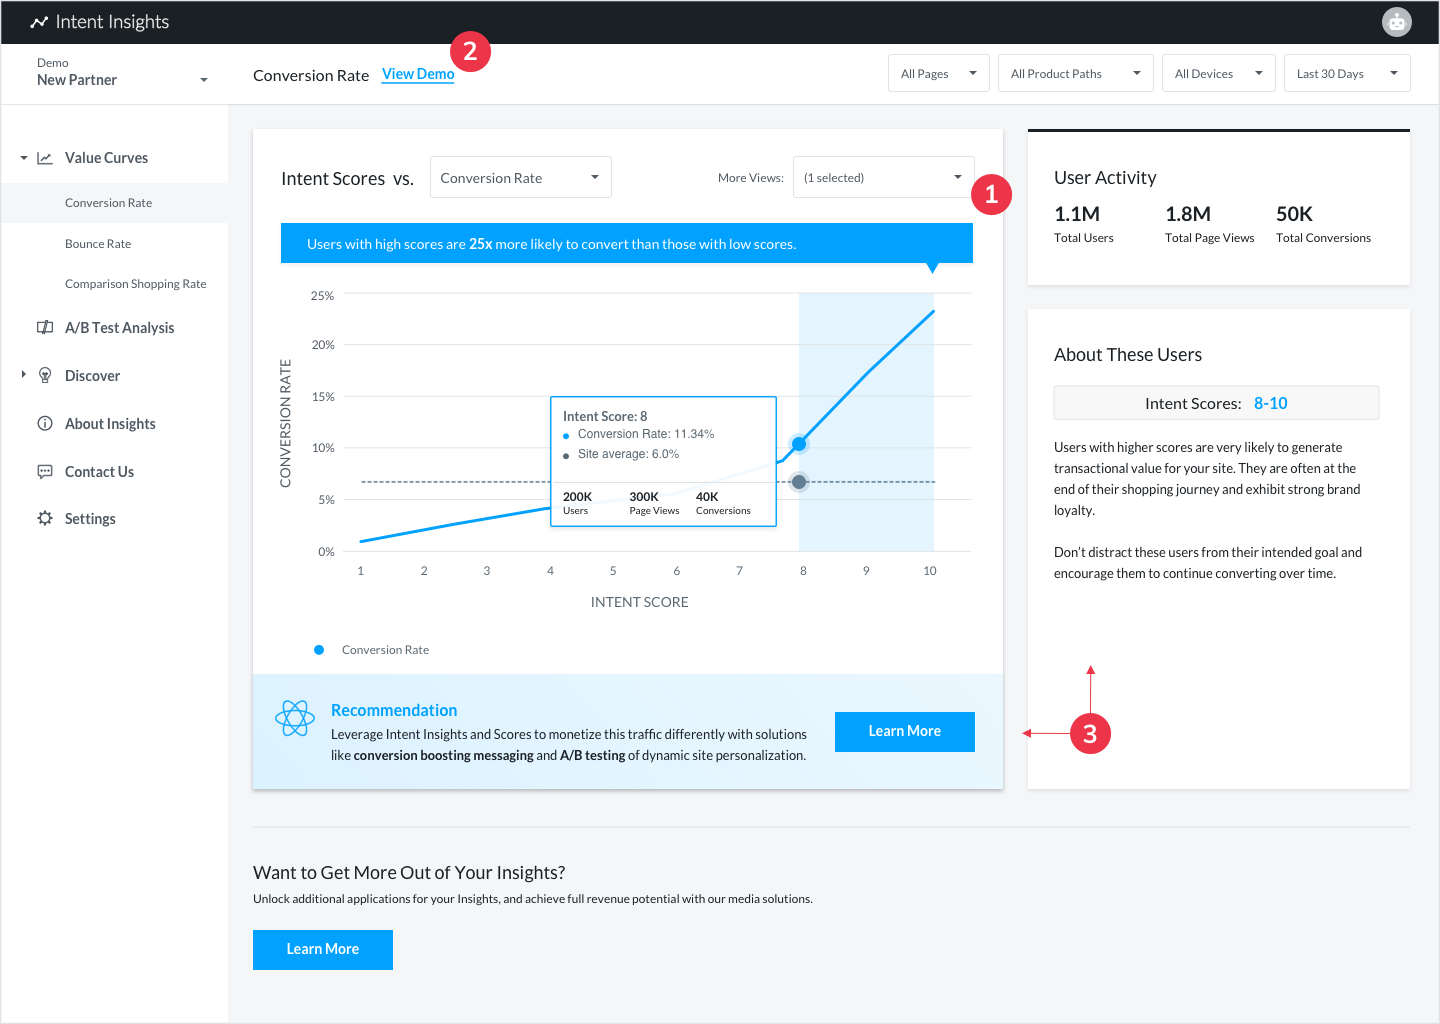 Intent Insights
Demo
New Partner
Conversion Rate View Demo
2
All Pages
All Product Paths
All Devices
Last 30 Days
Value Curves
Conversion Rate
Bounce Rate
Comparison Shopping Rate
A/B Test Analysis
Discover
About Insights
Contact Us
Settings
Intent Scores vs. Conversion Rate
More Views: (1 selected)
1
Users with high scores are 25x more likely to convert than those with low scores.
CONVERSION RATE
25%
20%
15%
10%
5%
0%
Intent Score: 8
Conversion Rate: 11.34%
Site average: 6.0%
200K 300K 40K
Users Page Views Conversions
1 2 3 4 5 6 7 8 9 10
INTENT SCORE
Conversion Rate
Recommendation
Leverage Intent Insights and Scores to monetize this traffic differently with solutions
like conversion boosting messaging and A/B testing of dynamic site personalization.
Learn More
User Activity
1.1M 1.8M 50K
Total Users Total Page Views Total Conversions
About These Users
Intent Scores: 8-10
Users with higher scores are very likely to generate
transactional value for your site. They are often at the
end of their shopping journey and exhibit strong brand
loyalty.
Don't distract these users from their intended goal and
encourage them to continue converting over time.
3
Want to Get More Out of Your Insights?
Unlock additional applications for your Insights, and achieve full revenue potential with our media solutions.
Learn More